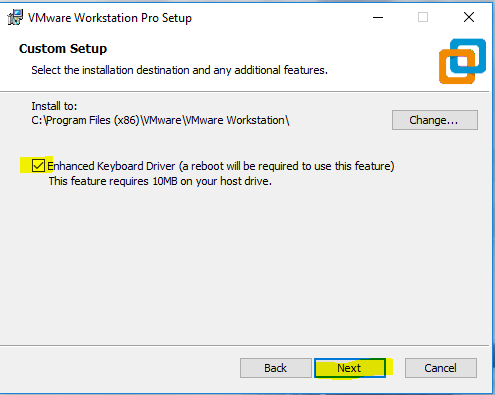 VMware Workstation Pro Setup
Custom Setup
Select the installation destination and any additional features.
Install to:
C:\Program Files (x86)\VMware\VMware Workstation\
Change...
Enhanced Keyboard Driver (a reboot will be required to use this feature)
This feature requires 10MB on your host drive.
Back
Next
Cancel